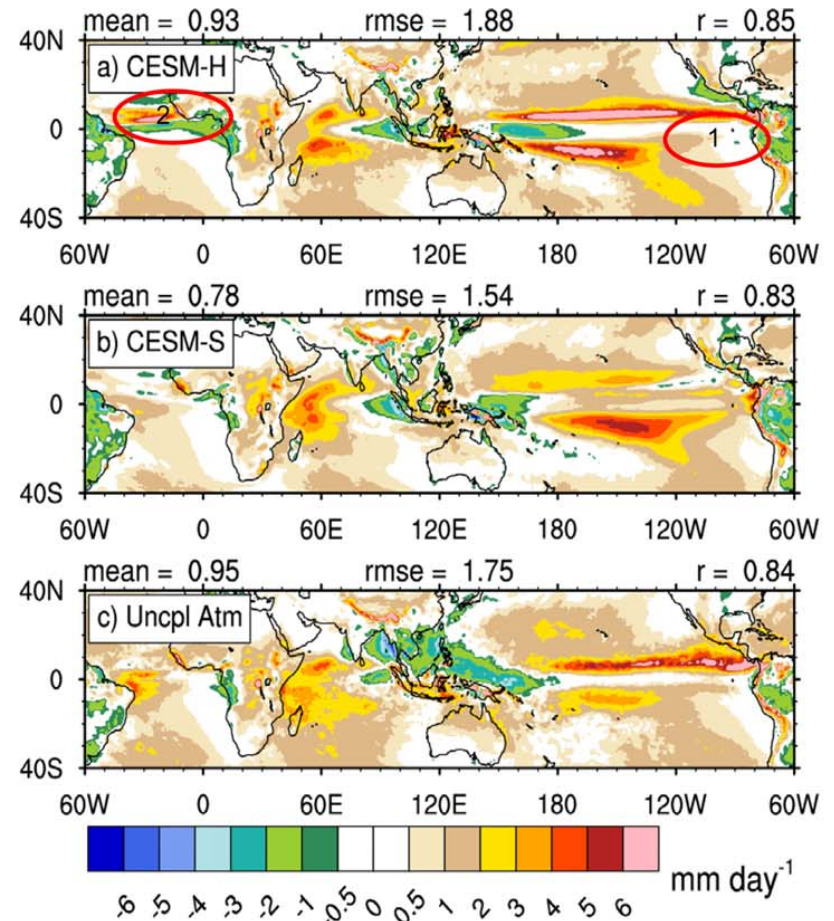 mean = 0.93 rmse = 1.88 r = 0.85
40N
a) CESM-H
2
0
1
40S
60W 0 60E 120E 180 120W 60W
mean = 0.78 rmse = 1.54 r = 0.83
40N
b) CESM-S
0
40S
60W 0 60E 120E 180 120W 60W
mean = 0.95 rmse = 1.75 r = 0.84
40N
c) Uncpl Atm
0
40S
60W 0 60E 120E 180 120W 60W
-6 -5 -4 -3 -2 -1 -0.5 0 0.5 1 2 3 4 5 6
mm day-1